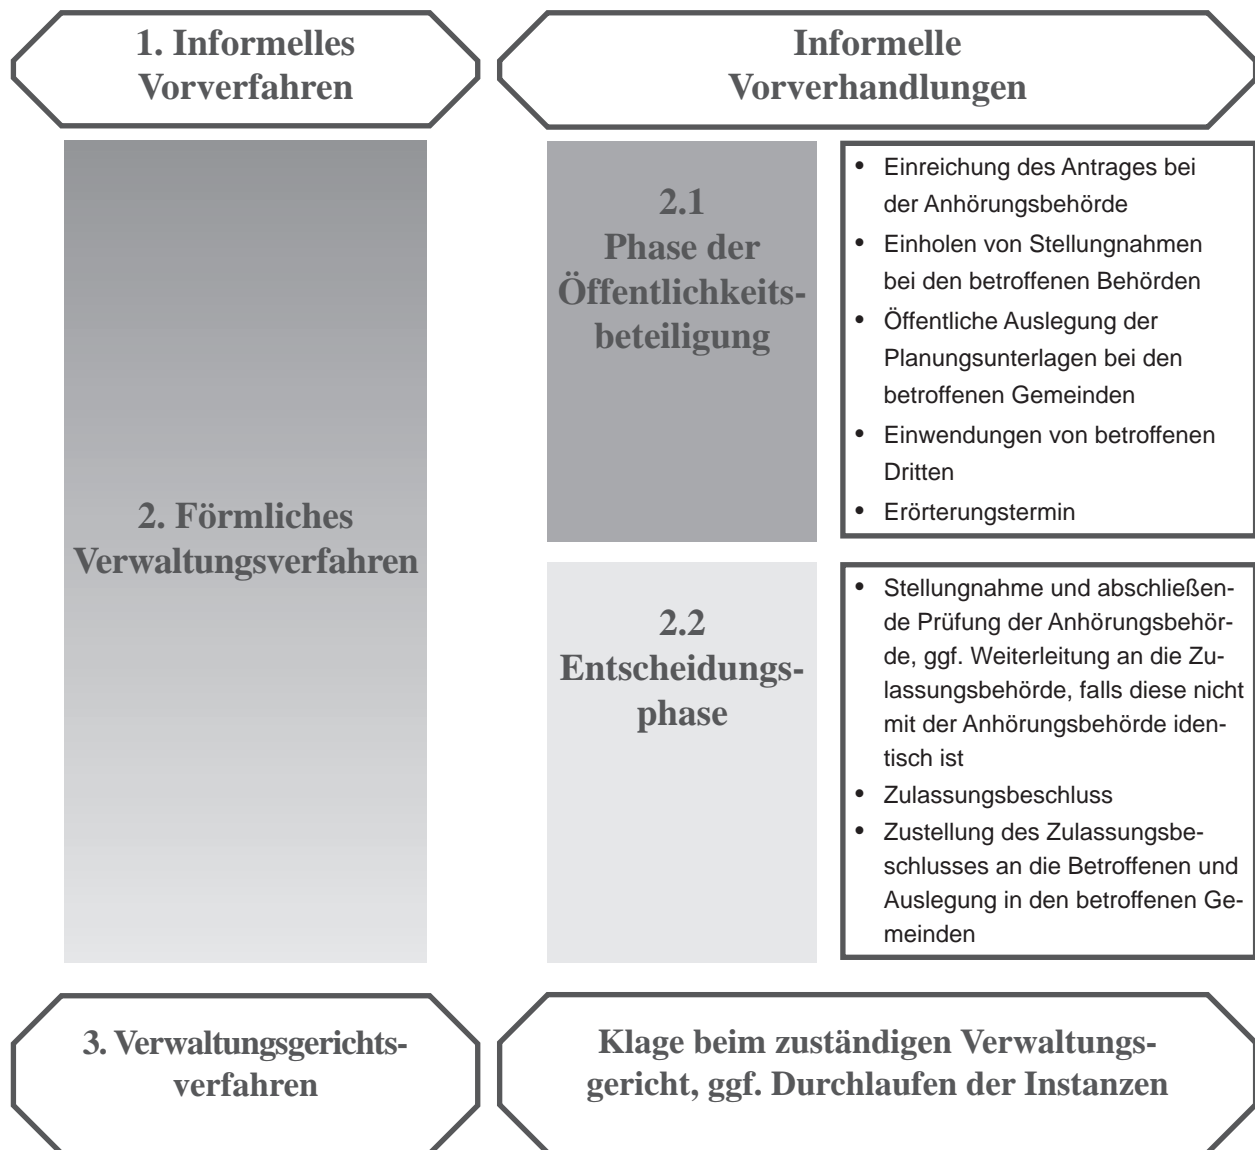 1. Informelles
Vorverfahren
Informelle
Vorverhandlungen
2. Förmliches
Verwaltungsverfahren
2.1
Phase der
Öffentlichkeits-
beteiligung
• Einreichung des Antrages bei
der Anhörungsbehörde
• Einholen von Stellungnahmen
bei den betroffenen Behörden
• Öffentliche Auslegung der
Planungsunterlagen bei den
betroffenen Gemeinden
• Einwendungen von betroffenen
Dritten
• Erörterungstermin
2.2
Entscheidungs-
phase
• Stellungnahme und abschließen-
de Prüfung der Anhörungsbehör-
de, ggf. Weiterleitung an die Zu-
lassungsbehörde, falls diese nicht
mit der Anhörungsbehörde iden-
tisch ist
• Zulassungsbeschluss
• Zustellung des Zulassungsbe-
schlusses an die Betroffenen und
Auslegung in den betroffenen Ge-
meinden
3. Verwaltungsgerichts-
verfahren
Klage beim zuständigen Verwaltungs-
gericht, ggf. Durchlaufen der Instanzen